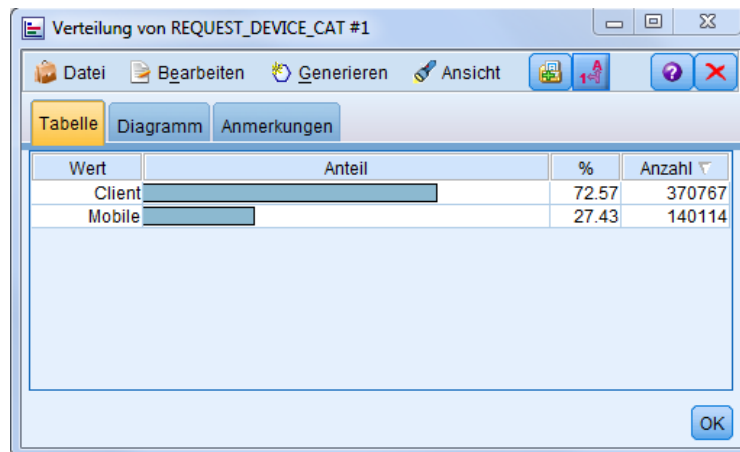 Verteilung von REQUEST_DEVICE_CAT #1
Datei Bearbeiten Generieren Ansicht
Tabelle Diagramm Anmerkungen
Wert Anteil % Anzahl
Client 72.57 370767
Mobile 27.43 140114
OK